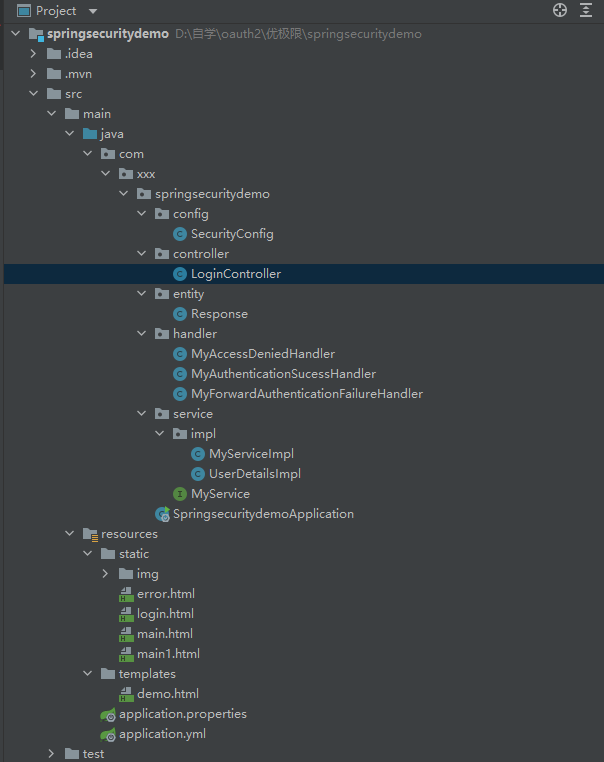 Project
springsecuritydemo D:\自学\oauth2\优极限\springsecuritydemo
.idea
.mvn
src
main
java
com
xxx
springsecuritydemo
config
SecurityConfig
controller
LoginController
entity
Response
handler
MyAccessDeniedHandler
MyAuthenticationSucessHandler
MyForwardAuthenticationFailureHandler
service
impl
MyServiceImpl
UserDetailsImpl
MyService
SpringsecuritydemoApplication
resources
static
img
error.html
login.html
main.html
main1.html
templates
demo.html
application.properties
application.yml
test